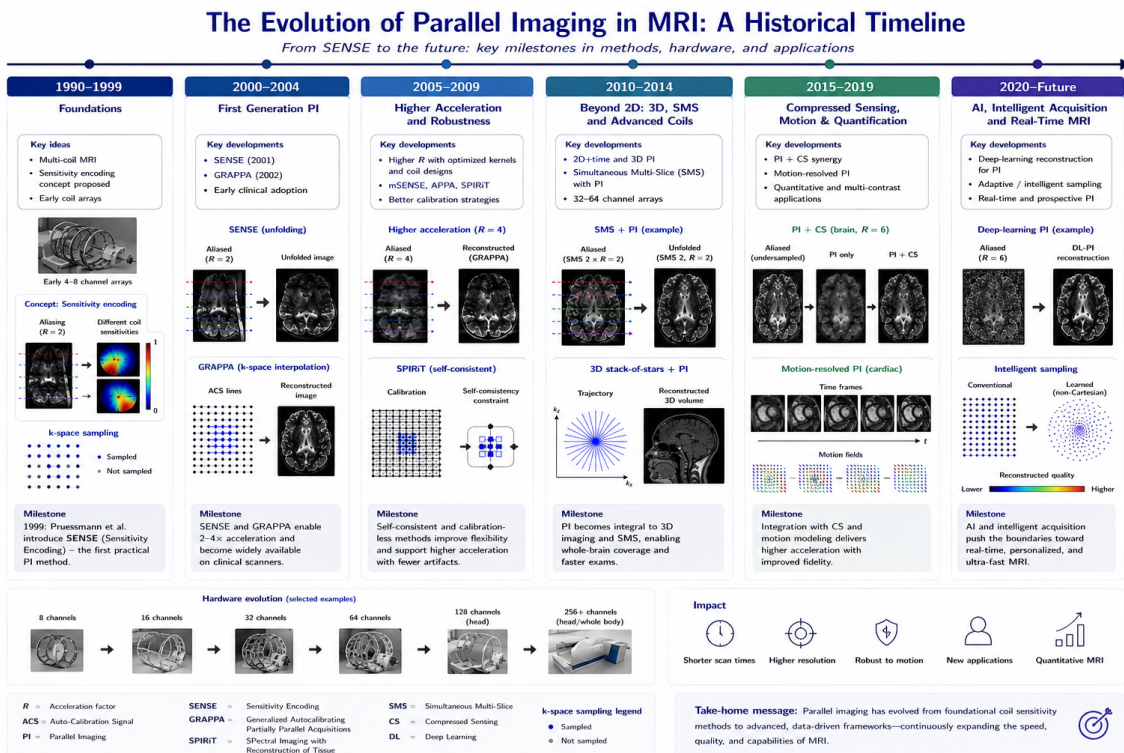 The Evolution of Parallel Imaging in MRI: A Historical Timeline
From SENSE to the future: key milestones in methods, hardware, and applications
1990–1999
Foundations
Key ideas
• Multi-coil MRI
• Sensitivity encoding
concept proposed
• Early coil arrays
Early 4–8 channel arrays
Concept: Sensitivity encoding
Aliasing
(R = 2)
Different coil
sensitivities
1
0
k-space sampling
• Sampled
• Not sampled
Milestone
1999: Pruessmann et al.
introduce SENSE (Sensitivity
Encoding) – the first practical
PI method.
2000–2004
First Generation PI
Key developments
• SENSE (2001)
• GRAPPA (2002)
• Early clinical adoption
SENSE (unfolding)
Aliased
(R = 2)
Unfolded image
GRAPPA (k-space interpolation)
ACS lines
Reconstructed
image
Milestone
SENSE and GRAPPA enable
2–4× acceleration and
become widely available
on clinical scanners.
2005–2009
Higher Acceleration
and Robustness
Key developments
• Higher R with optimized kernels
and coil designs
• mSENSE, APPA, SPIRiT
• Better calibration strategies
Higher acceleration (R = 4)
Aliased
(R = 4)
Reconstructed
(GRAPPA)
SPIRiT (self-consistent)
Calibration
Self-consistency
constraint
Milestone
Self-consistent and calibration-
less methods improve flexibility
and support higher acceleration
with fewer artifacts.
2010–2014
Beyond 2D: 3D, SMS
and Advanced Coils
Key developments
• 2D+time and 3D PI
• Simultaneous Multi-Slice (SMS)
with PI
• 32–64 channel arrays
SMS + PI (example)
Aliased
(SMS 2 × R = 2)
Unfolded
(SMS 2, R = 2)
3D stack-of-stars + PI
Trajectory
Reconstructed
3D volume
Milestone
PI becomes integral to 3D
imaging and SMS, enabling
whole-brain coverage and
faster exams.
2015–2019
Compressed Sensing,
Motion & Quantification
Key developments
• PI + CS synergy
• Motion-resolved PI
• Quantitative and multi-contrast
applications
PI + CS (brain, R = 6)
Aliased
(undersampled)
PI only
PI + CS
Motion-resolved PI (cardiac)
Time frames
t
Motion fields
Milestone
Integration with CS and
motion modeling delivers
higher acceleration with
improved fidelity.
2020–Future
AI, Intelligent Acquisition
and Real-Time MRI
Key developments
• Deep-learning reconstruction
for PI
• Adaptive / intelligent sampling
• Real-time and prospective PI
Deep-learning PI (example)
Aliased
(R = 6)
DL-PI
reconstruction
Intelligent sampling
Conventional
Learned
(non-Cartesian)
Reconstructed quality
Lower
Higher
Milestone
AI and intelligent acquisition
push the boundaries toward
real-time, personalized, and
ultra-fast MRI.
Hardware evolution (selected examples)
8 channels
16 channels
32 channels
64 channels
128 channels
(head)
256+ channels
(head/whole body)
Impact
Shorter scan times
Higher resolution
Robust to motion
New applications
Quantitative MRI
R = Acceleration factor
ACS = Auto-Calibration Signal
PI = Parallel Imaging
SENSE = Sensitivity Encoding
GRAPPA = Generalized Autocalibrating
Partially Parallel Acquisitions
SPIRiT = SPectral Imaging with
Reconstruction of Tissue
SMS = Simultaneous Multi-Slice
CS = Compressed Sensing
DL = Deep Learning
k-space sampling legend
Sampled
Not sampled
Take-home message: Parallel imaging has evolved from foundational coil sensitivity
methods to advanced, data-driven frameworks—continuously expanding the speed,
quality, and capabilities of MRI.